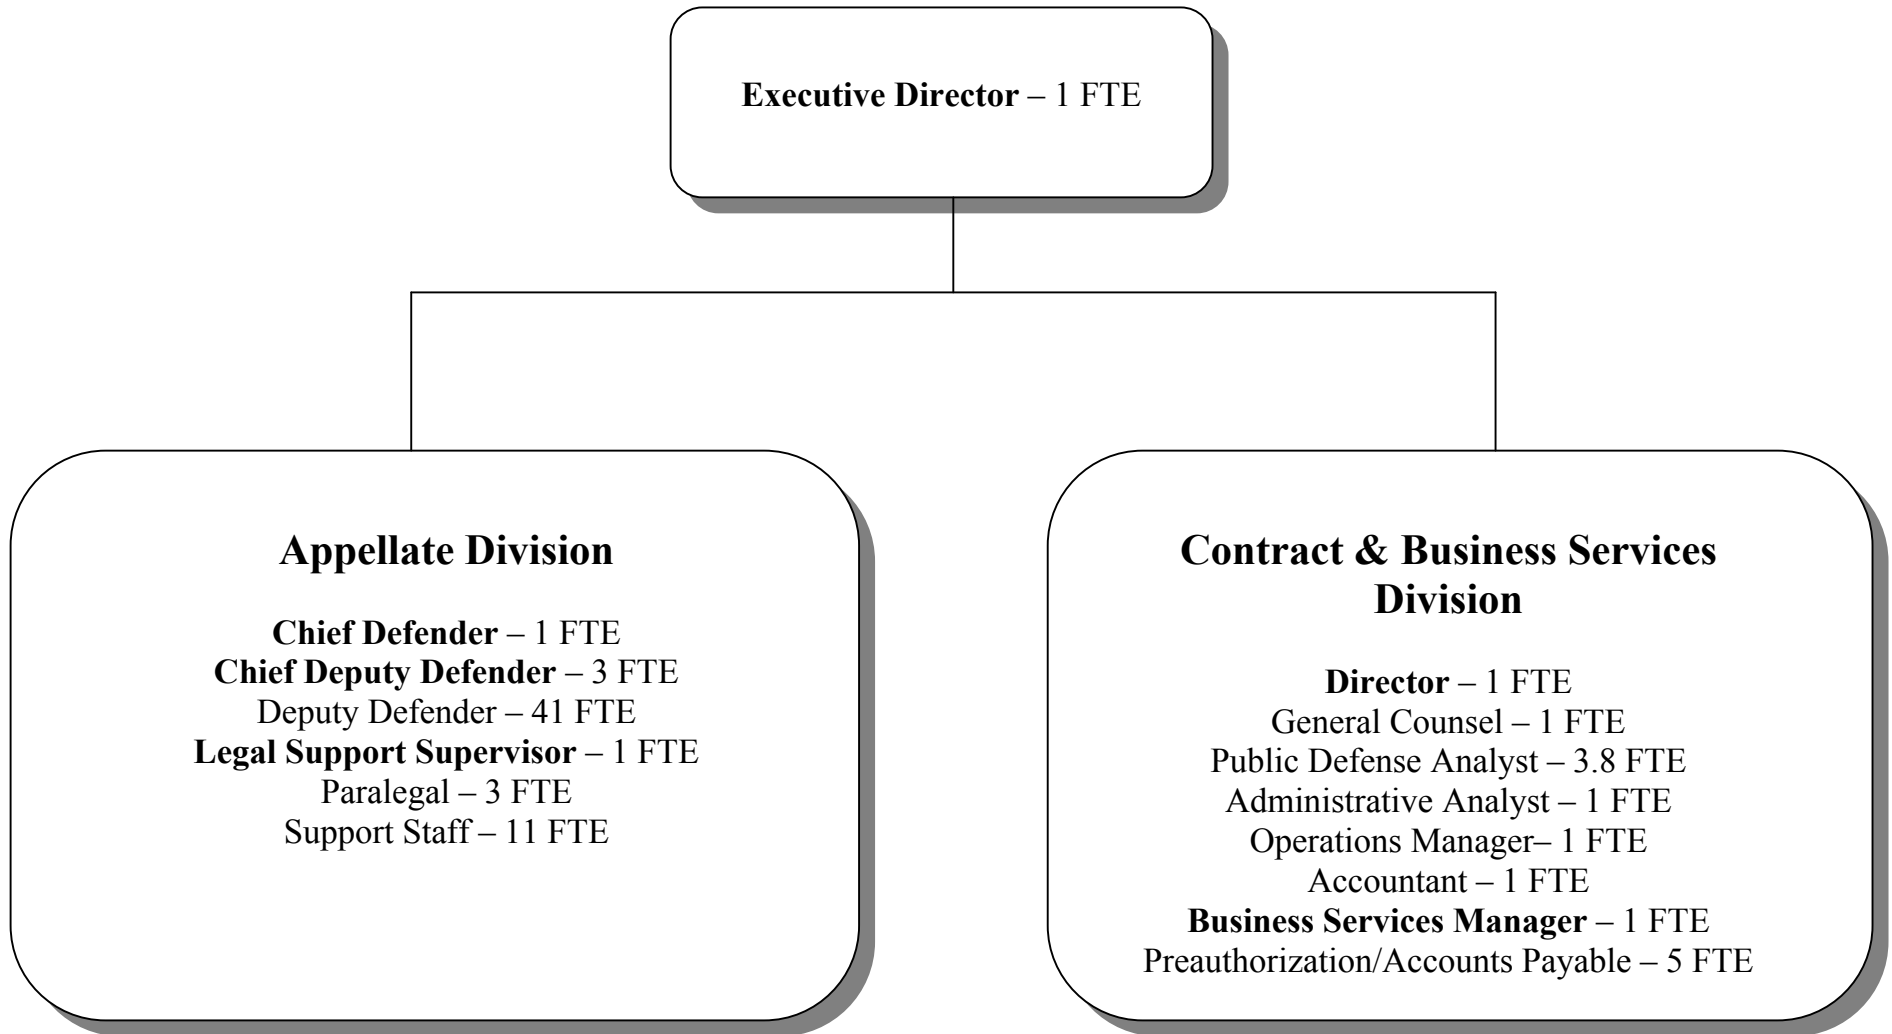 Executive Director – 1 FTE
Appellate Division
Chief Defender – 1 FTE
Chief Deputy Defender – 3 FTE
Deputy Defender – 41 FTE
Legal Support Supervisor – 1 FTE
Paralegal – 3 FTE
Support Staff – 11 FTE
Contract & Business Services
Division
Director – 1 FTE
General Counsel – 1 FTE
Public Defense Analyst – 3.8 FTE
Administrative Analyst – 1 FTE
Operations Manager– 1 FTE
Accountant – 1 FTE
Business Services Manager – 1 FTE
Preauthorization/Accounts Payable – 5 FTE